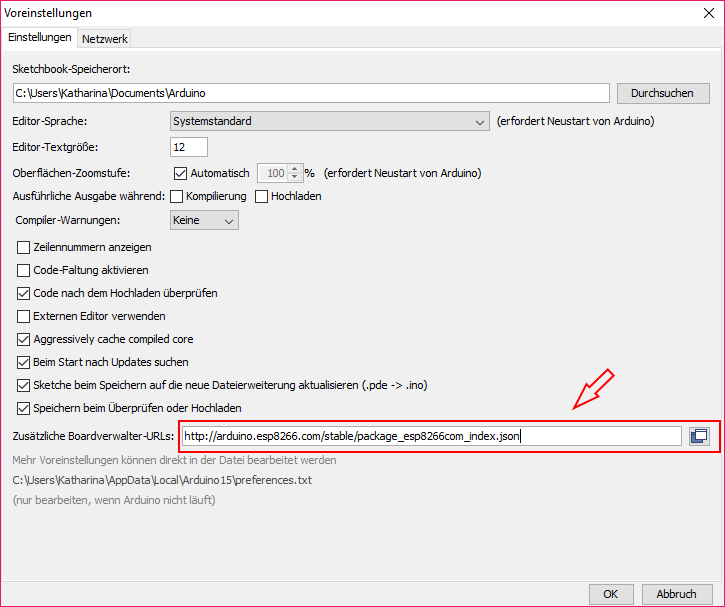 Voreinstellungen
Einstellungen Netzwerk
Sketchbook-Speicherort:
C:\Users\Katharina\Documents\Arduino Durchsuchen
Editor-Sprache: Systemstandard (erfordert Neustart von Arduino)
Editor-Textgröße: 12
Oberflächen-Zoomstufe: Automatisch 100 % (erfordert Neustart von Arduino)
Ausführliche Ausgabe während: Kompilierung Hochladen
Compiler-Warnungen: Keine
Zeilennummern anzeigen
Code-Faltung aktivieren
Code nach dem Hochladen überprüfen
Externen Editor verwenden
Aggressively cache compiled core
Beim Start nach Updates suchen
Sketche beim Speichern auf die neue Dateierweiterung aktualisieren (.pde -> .ino)
Speichern beim Überprüfen oder Hochladen
Zusätzliche Boardverwalter-URLs: http://arduino.esp8266.com/stable/package_esp8266com_index.json
Mehr Voreinstellungen können direkt in der Datei bearbeitet werden
C:\Users\Katharina\AppData\Local\Arduino15\preferences.txt
(nur bearbeiten, wenn Arduino nicht läuft)
OK Abbruch